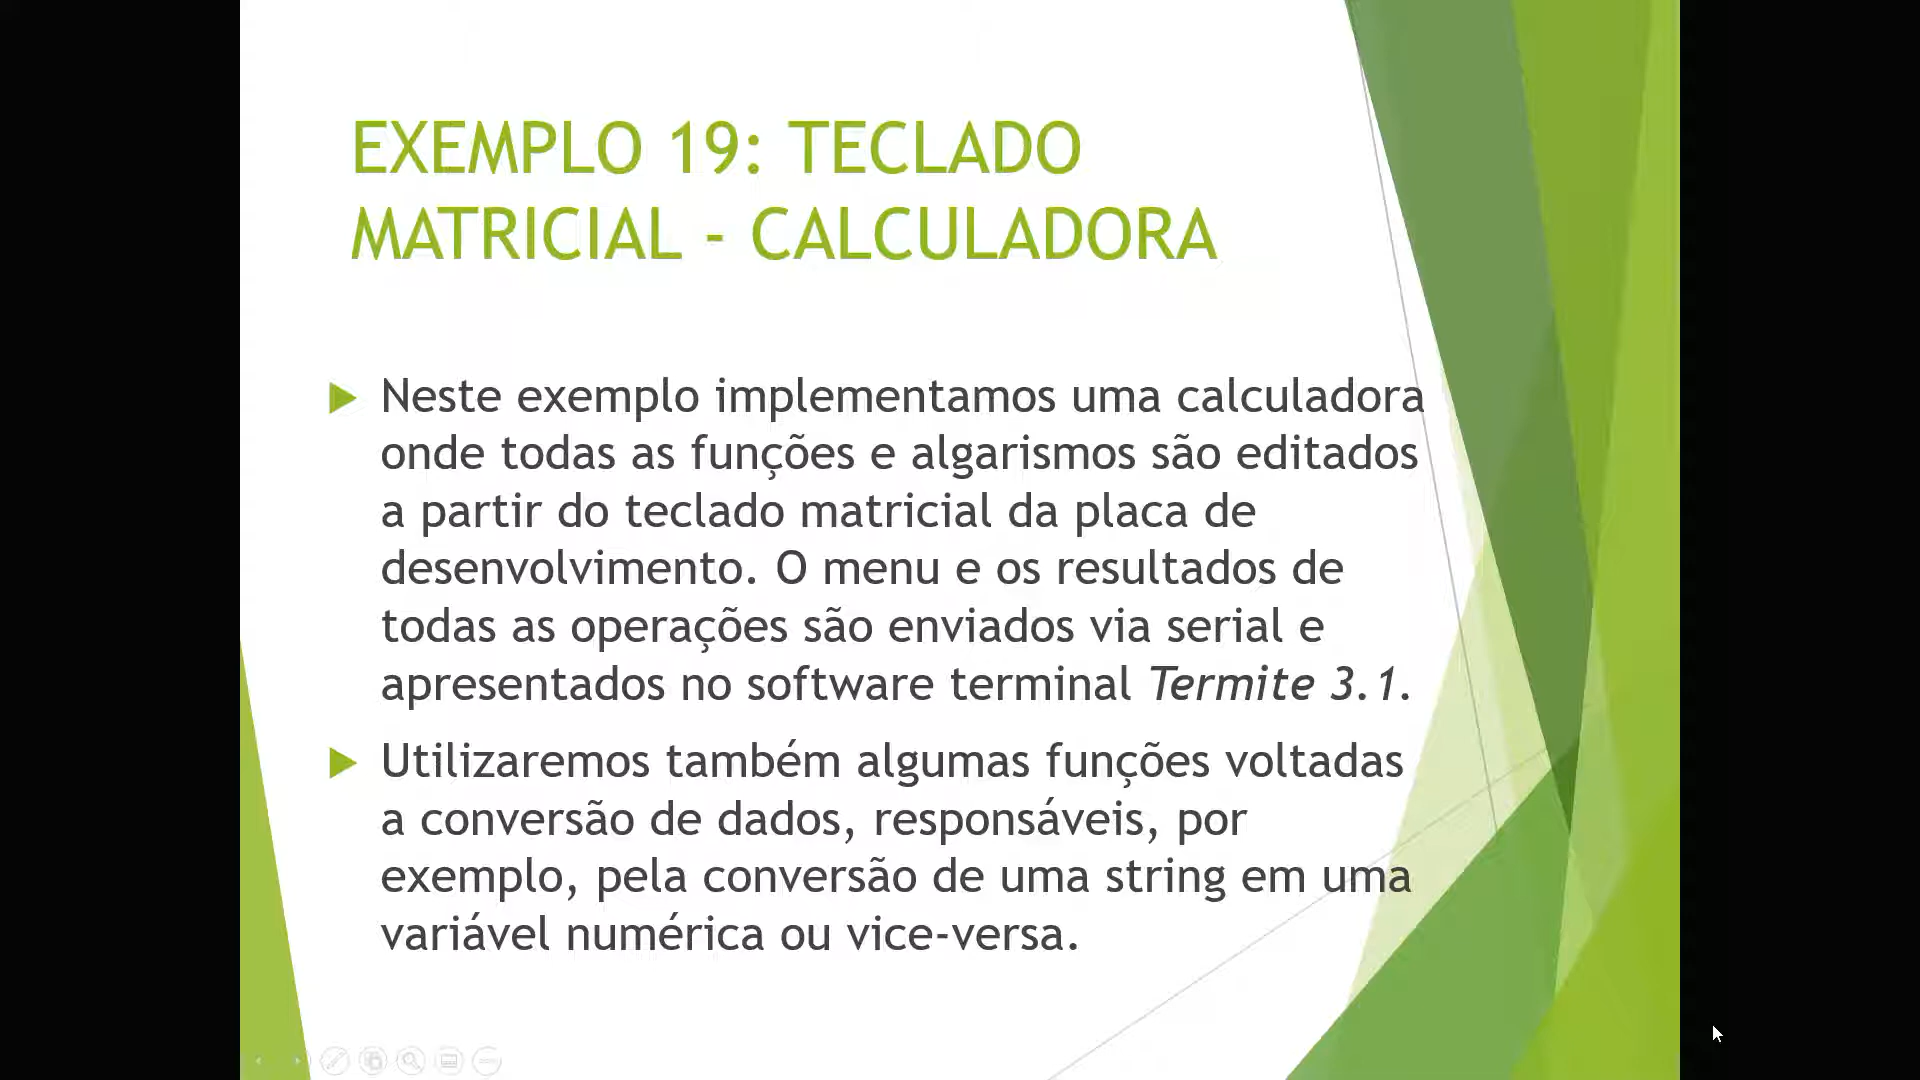 EXEMPLO 19: TECLADO
MATRICIAL - CALCULADORA
Neste exemplo implementamos uma calculadora
onde todas as funções e algarismos são editados
a partir do teclado matricial da placa de
desenvolvimento. O menu e os resultados de
todas as operações são enviados via serial e
apresentados no software terminal Termite 3.1.
Utilizaremos também algumas funções voltadas
a conversão de dados, responsáveis, por
exemplo, pela conversão de uma string em uma
variável numérica ou vice-versa.